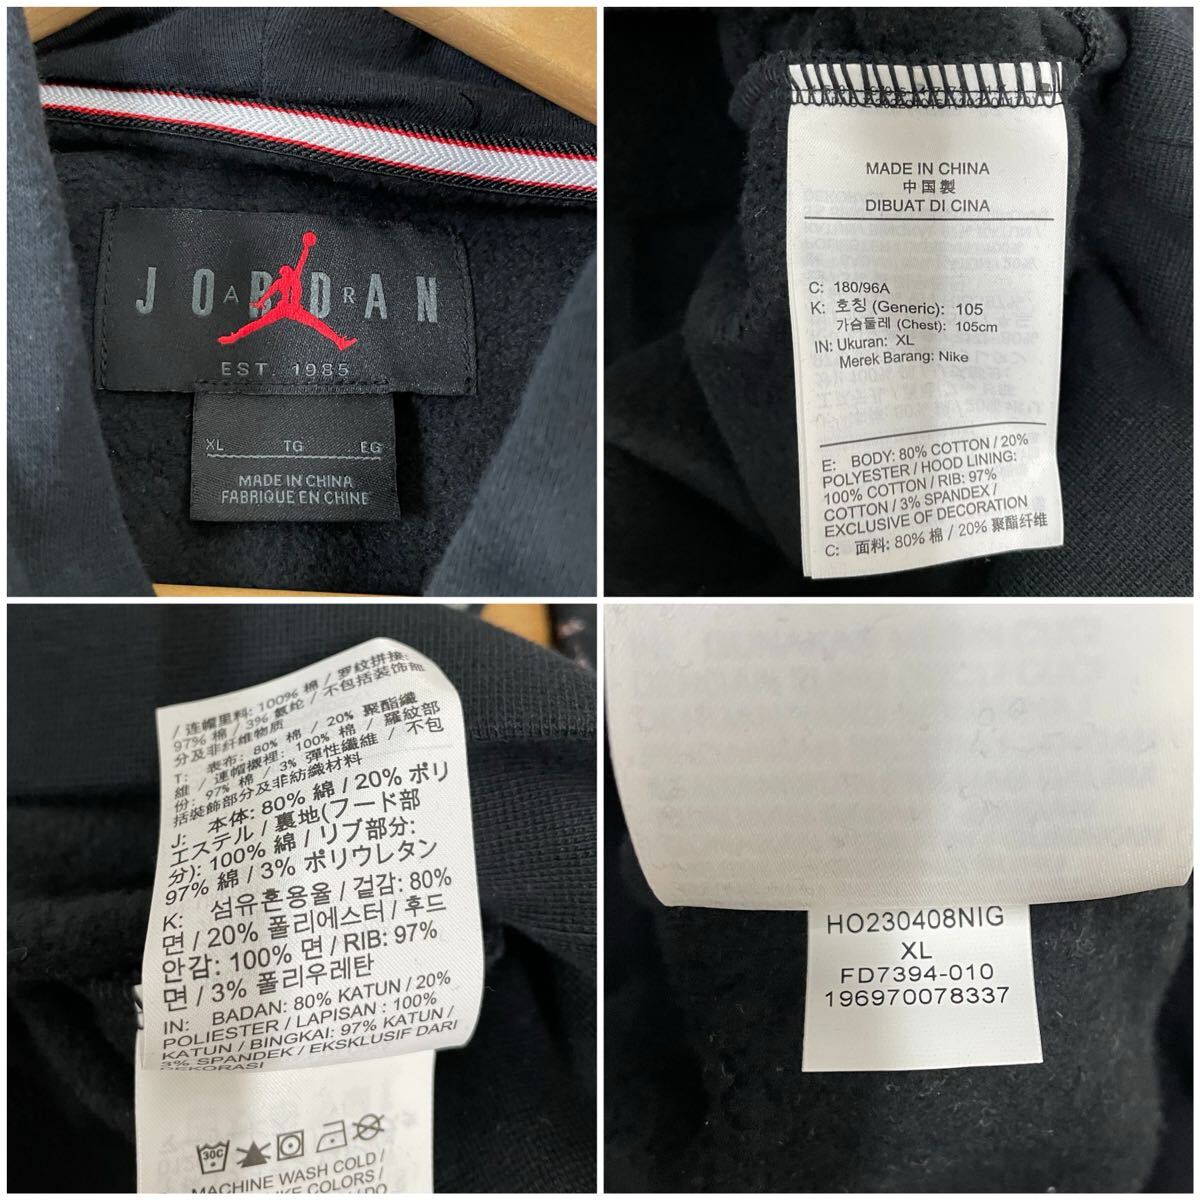 JORDAN
AIR
EST. 1985
XL TG EG
MADE IN CHINA
FABRIQUE EN CHINE
MADE IN CHINA
中国製
DIBUAT DI CINA
C: 180/96A
K: 호칭 (Generic): 105
가슴둘레 (Chest): 105cm
IN: Ukuran: XL
Merek Barang: Nike
E: BODY: 80% COTTON / 20%
POLYESTER / HOOD LINING:
100% COTTON / RIB: 97%
COTTON / 3% SPANDEX /
EXCLUSIVE OF DECORATION
C: 面料: 80% 棉 / 20% 聚酯纤维
/ 连帽里料: 100% 棉 / 罗纹拼接:
97% 棉 / 3% 氨纶 / 不包括装饰部
分及非纤维物质
T: 表布: 80% 棉 / 20% 聚酯纖
維 / 連帽襯裡: 100% 棉 / 羅紋部
份: 97% 棉 / 3% 彈性纖維 / 不包
括裝飾部分及非紡織材料
J: 本体: 80% 綿 / 20% ポリ
エステル / 裏地(フード部
分): 100% 綿 / リブ部分:
97% 綿 / 3% ポリウレタン
K: 섬유혼용율 / 겉감: 80%
면 / 20% 폴리에스터 / 후드
안감: 100% 면 / RIB: 97%
면 / 3% 폴리우레탄
IN: BADAN: 80% KATUN / 20%
POLIESTER / LAPISAN : 100%
KATUN / BINGKAI: 97% KATUN /
3% SPANDEK / EKSKLUSIF DARI
DEKORASI
30C
MACHINE WASH COLD /
LIKE COLORS /
/ DO
HO230408NIG
XL
FD7394-010
196970078337